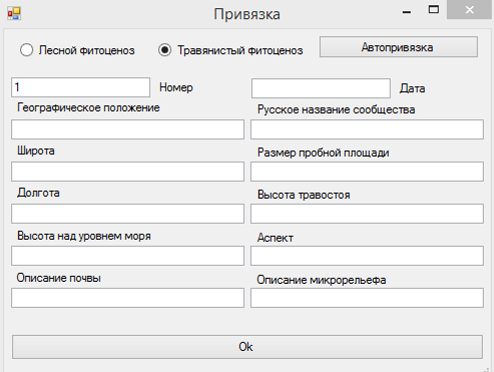 Привязка
Лесной фитоценоз Травянистый фитоценоз Автопривязка
1 Номер Дата
Географическое положение Русское название сообщества
Широта Размер пробной площади
Долгота Высота травостоя
Высота над уровнем моря Аспект
Описание почвы Описание микрорельефа
Ok